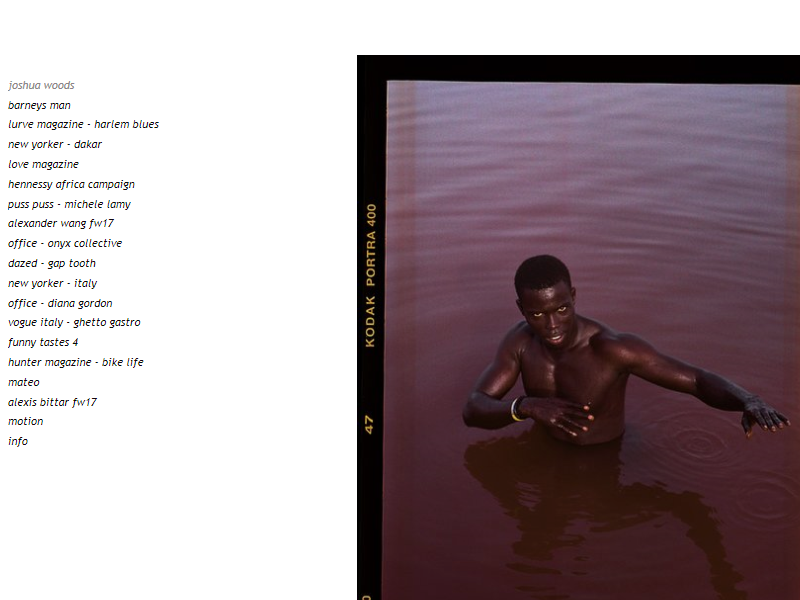 joshua woods
barneys man
lurve magazine - harlem blues
new yorker - dakar
love magazine
hennessy africa campaign
puss puss - michele lamy
alexander wang fw17
office - onyx collective
dazed - gap tooth
new yorker - italy
office - diana gordon
vogue italy - ghetto gastro
funny tastes 4
hunter magazine - bike life
mateo
alexis bittar fw17
motion
info
KODAK PORTRA 400
47